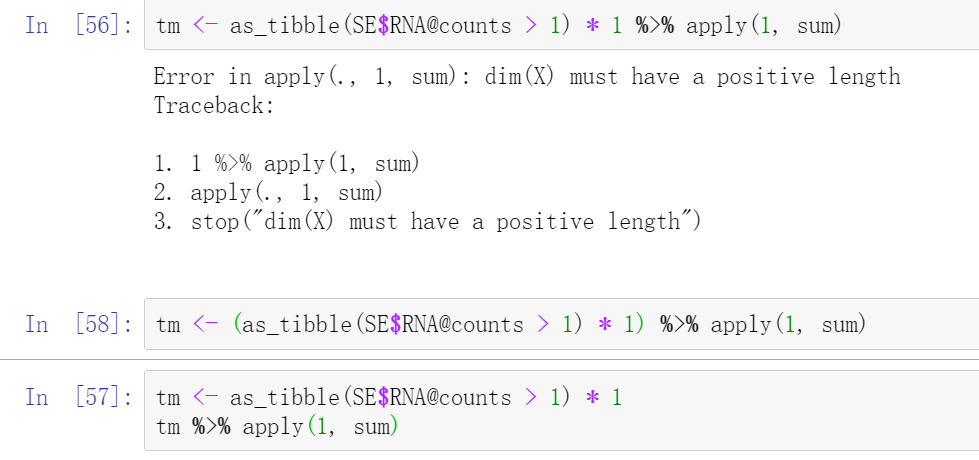 In [56]: tm <- as_tibble(SE$RNA@counts > 1) * 1 %>% apply(1, sum)
Error in apply(., 1, sum): dim(X) must have a positive length
Traceback:
1. 1 %>% apply(1, sum)
2. apply(., 1, sum)
3. stop("dim(X) must have a positive length")
In [58]: tm <- (as_tibble(SE$RNA@counts > 1) * 1) %>% apply(1, sum)
In [57]: tm <- as_tibble(SE$RNA@counts > 1) * 1
tm %>% apply(1, sum)